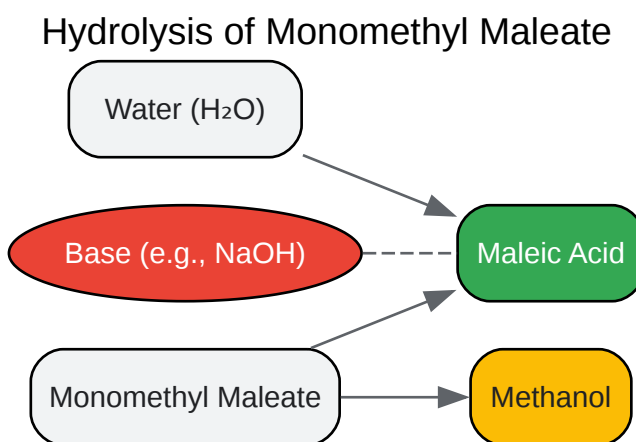 Hydrolysis of Monomethyl Maleate
Water (H₂O)
Base (e.g., NaOH)
Maleic Acid
Monomethyl Maleate
Methanol